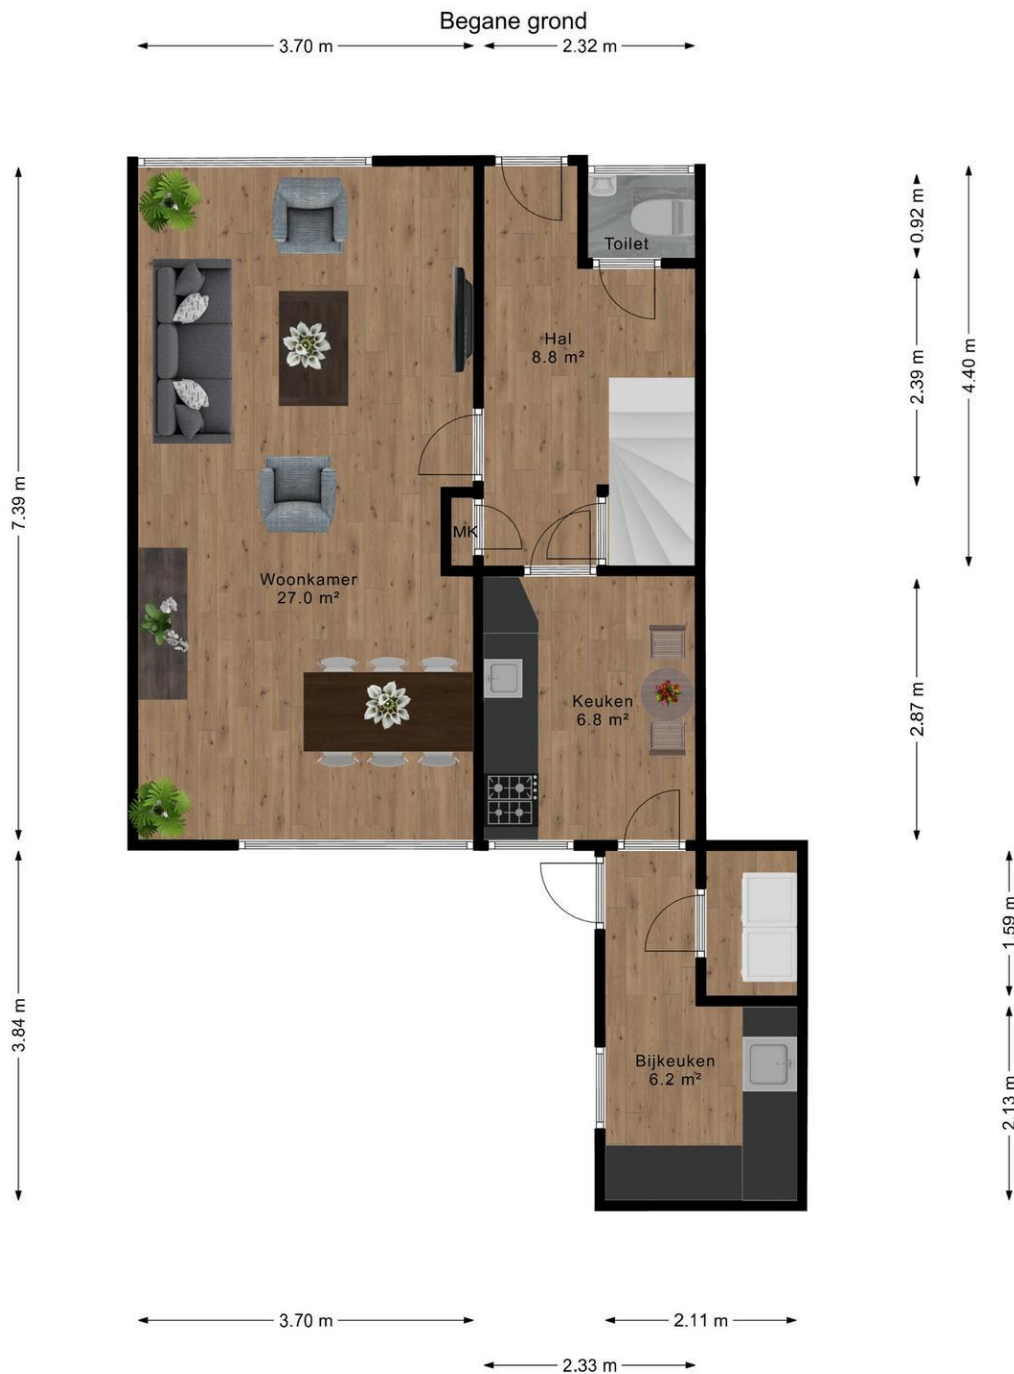 Begane grond
3.70 m
2.32 m
0.92 m
Toilet
Hal
8.8 m²
2.39 m
4.40 m
7.39 m
MK
Woonkamer
27.0 m²
Keuken
6.8 m²
2.87 m
1.59 m
3.84 m
Bijkeuken
6.2 m²
2.13 m
3.70 m
2.11 m
2.33 m